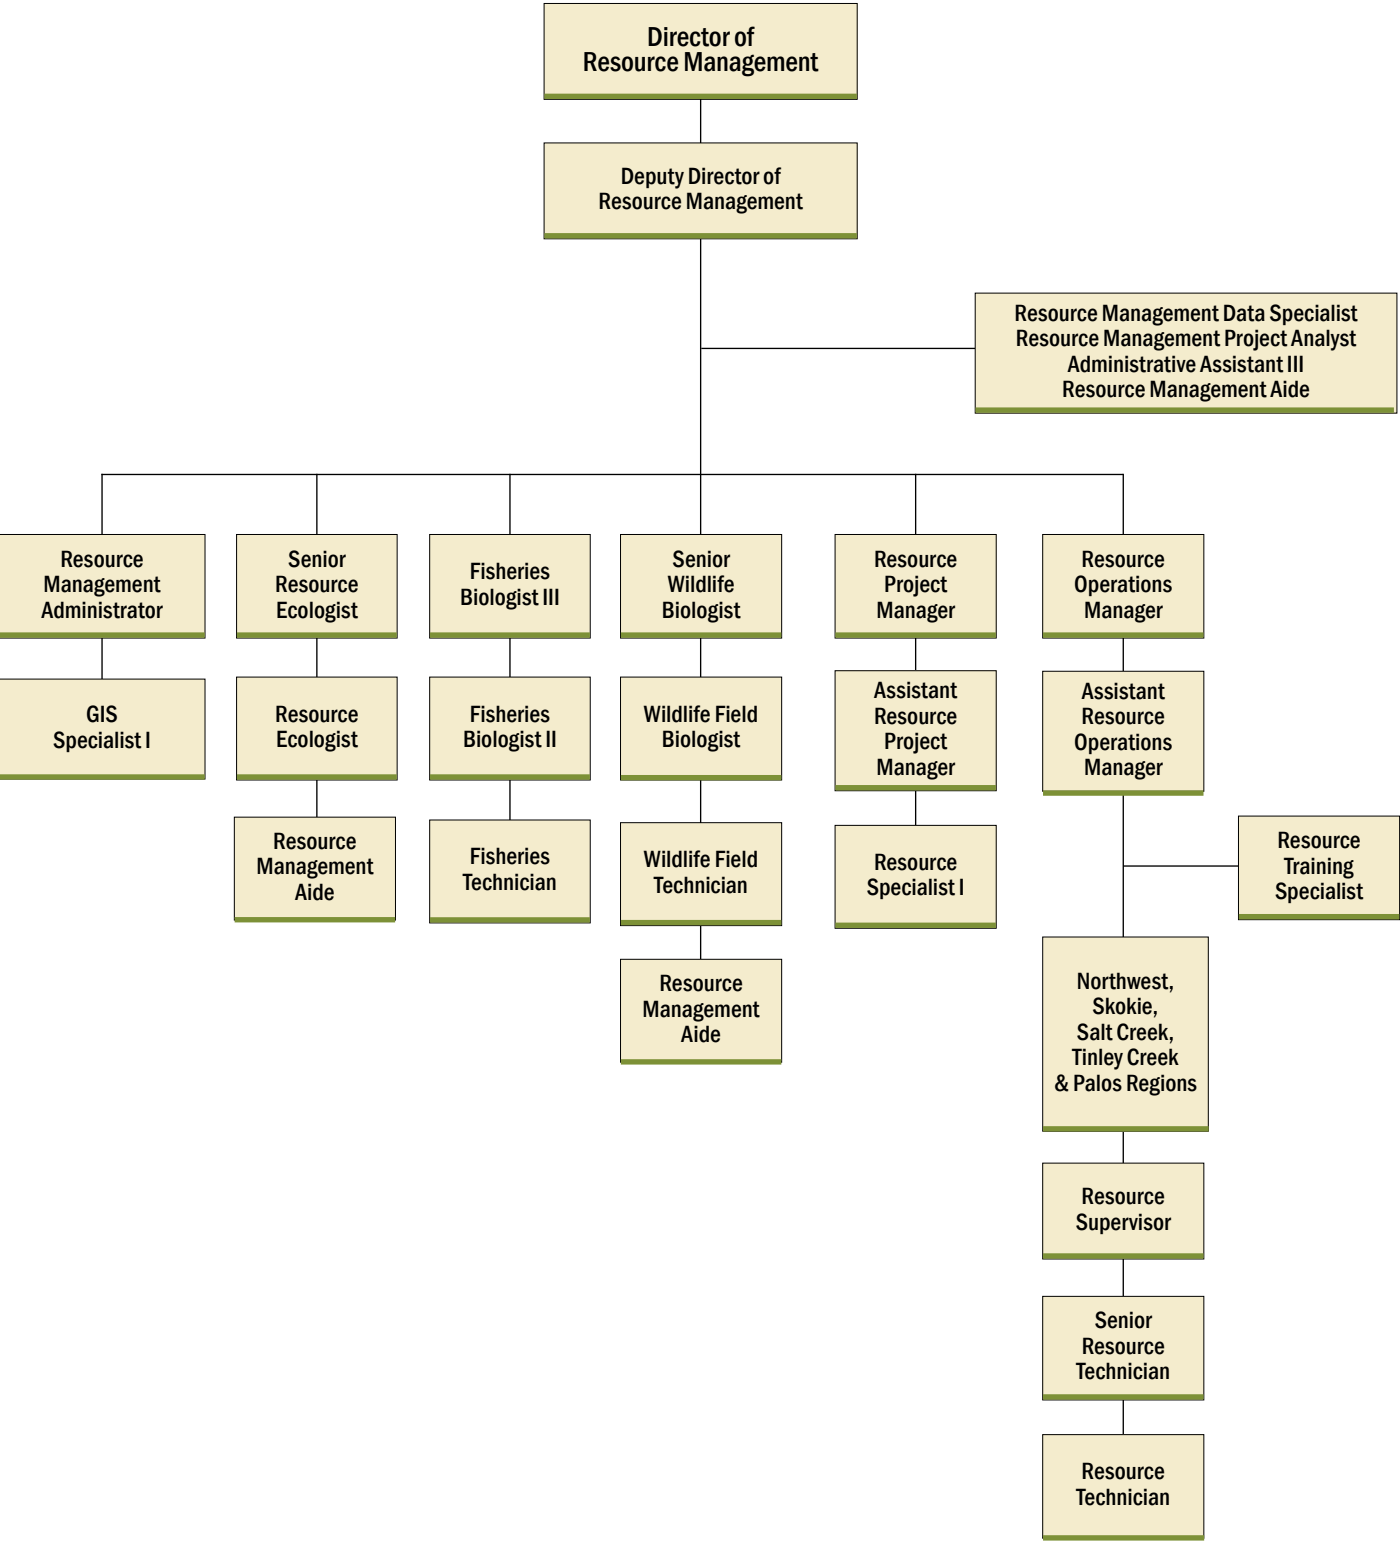 Director of
Resource Management
Deputy Director of
Resource Management
Resource Management Data Specialist
Resource Management Project Analyst
Administrative Assistant III
Resource Management Aide
Resource
Management
Administrator
Senior
Resource
Ecologist
Fisheries
Biologist III
Senior
Wildlife
Biologist
Resource
Project
Manager
Resource
Operations
Manager
GIS
Specialist I
Resource
Ecologist
Fisheries
Biologist II
Wildlife Field
Biologist
Assistant
Resource
Project
Manager
Assistant
Resource
Operations
Manager
Resource
Management
Aide
Fisheries
Technician
Wildlife Field
Technician
Resource
Specialist I
Resource
Training
Specialist
Resource
Management
Aide
Northwest,
Skokie,
Salt Creek,
Tinley Creek
& Palos Regions
Resource
Supervisor
Senior
Resource
Technician
Resource
Technician